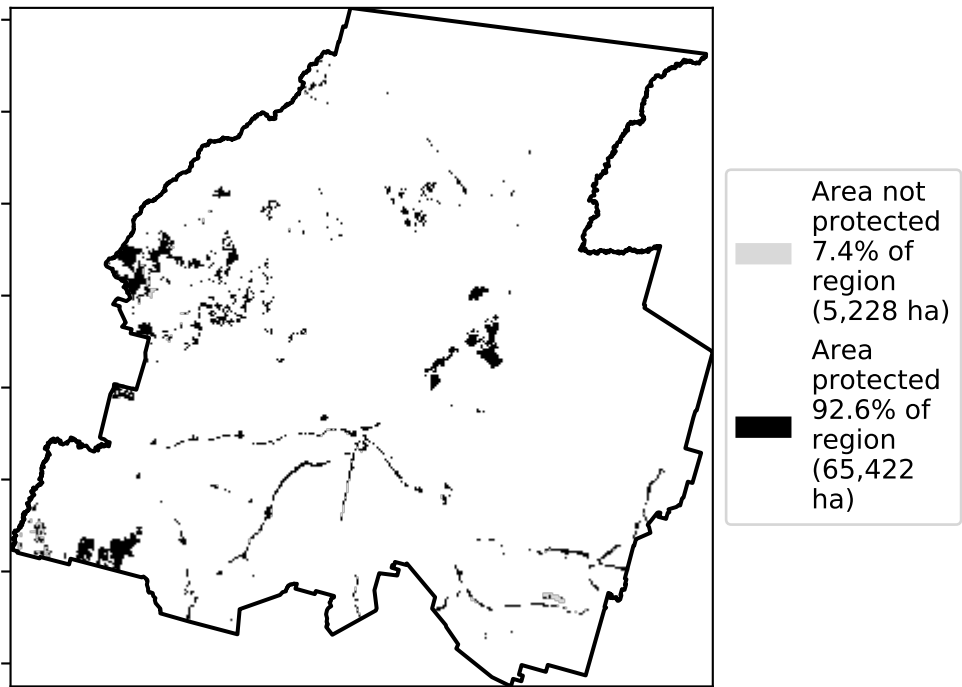 Area not
protected
7.4% of
region
(5,228 ha)
Area
protected
92.6% of
region
(65,422
ha)